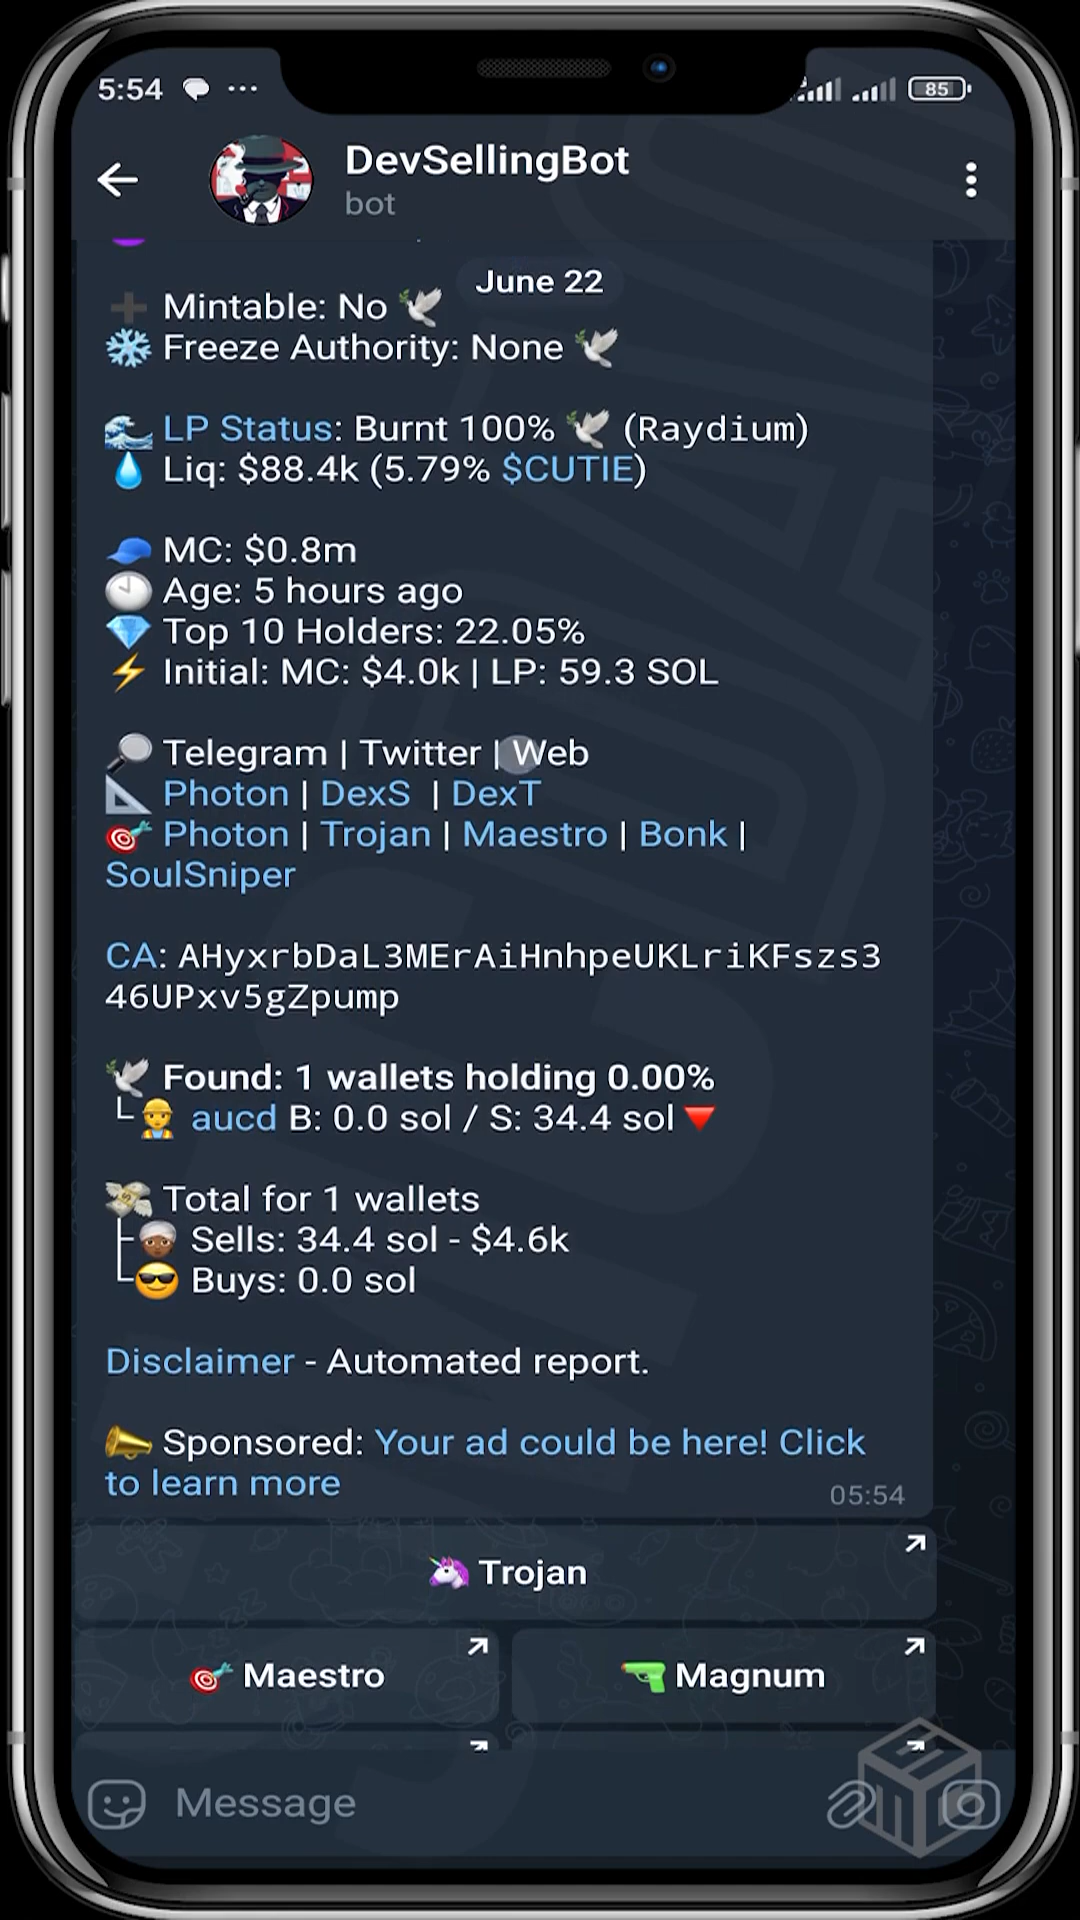 5:54
85
DevSellingBot
bot
June 22
Mintable: No
Freeze Authority: None
LP Status: Burnt 100% (Raydium)
Liq: $88.4k (5.79% $CUTIE)
MC: $0.8m
Age: 5 hours ago
Top 10 Holders: 22.05%
Initial: MC: $4.0k | LP: 59.3 SOL
Telegram | Twitter | Web
Photon | DexS | DexT
Photon | Trojan | Maestro | Bonk |
SoulSniper
CA: AHyxrbDaL3MErAiHnhpeUKLriKFszs3
46UPxv5gZpump
Found: 1 wallets holding 0.00%
aucd B: 0.0 sol / S: 34.4 sol
Total for 1 wallets
Sells: 34.4 sol - $4.6k
Buys: 0.0 sol
Disclaimer - Automated report.
Sponsored: Your ad could be here! Click
to learn more
05:54
Trojan
Maestro
Magnum
Message